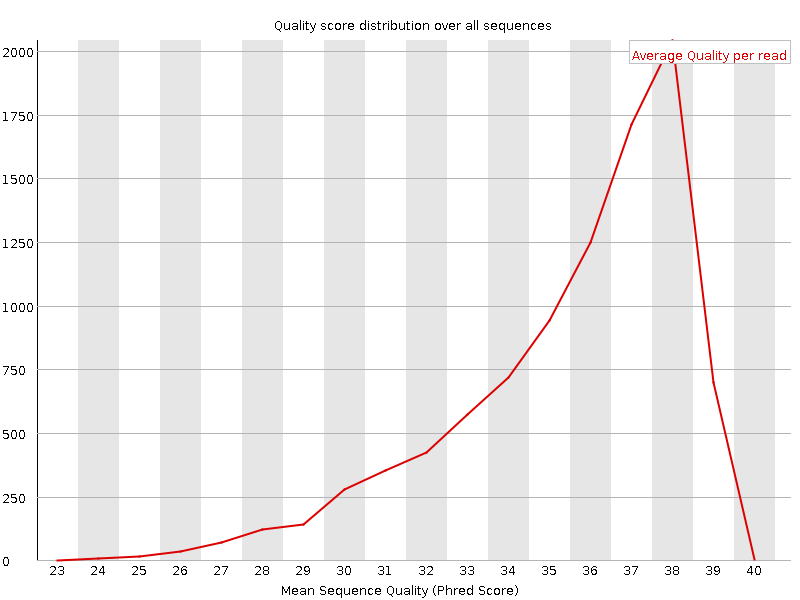 Quality score distribution over all sequences
Average Quality per read
2000
1750
1500
1250
1000
750
500
250
0
23 24 25 26 27 28 29 30 31 32 33 34 35 36 37 38 39 40
Mean Sequence Quality (Phred Score)